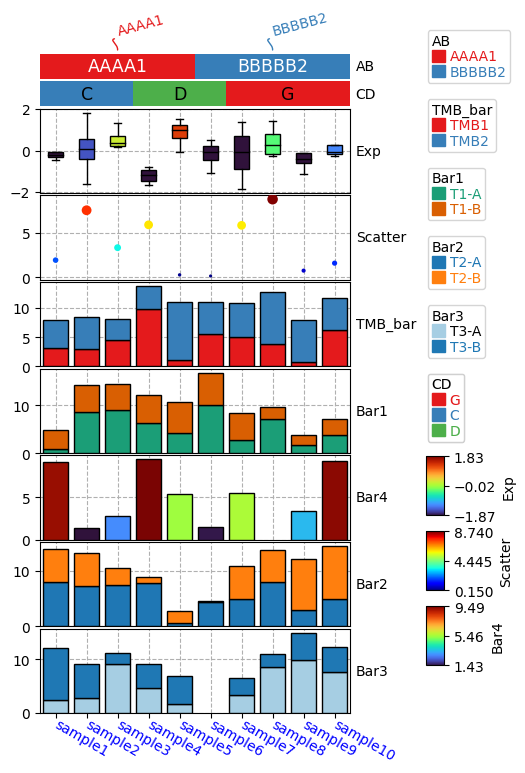 AAAA1
BBBBB2
AAAA1 BBBBB2 AB
C D G CD
2
0
−2
Exp
5
0
Scatter
10
5
0
TMB_bar
10
0
Bar1
5
0
Bar4
10
0
Bar2
10
0
Bar3
sample1 sample2 sample3 sample4 sample5 sample6 sample7 sample8 sample9 sample10
AB
AAAA1
BBBBB2
TMB_bar
TMB1
TMB2
Bar1
T1-A
T1-B
Bar2
T2-A
T2-B
Bar3
T3-A
T3-B
CD
G
C
D
1.83
−0.02
−1.87
Exp
8.740
4.445
0.150
Scatter
9.49
5.46
1.43
Bar4